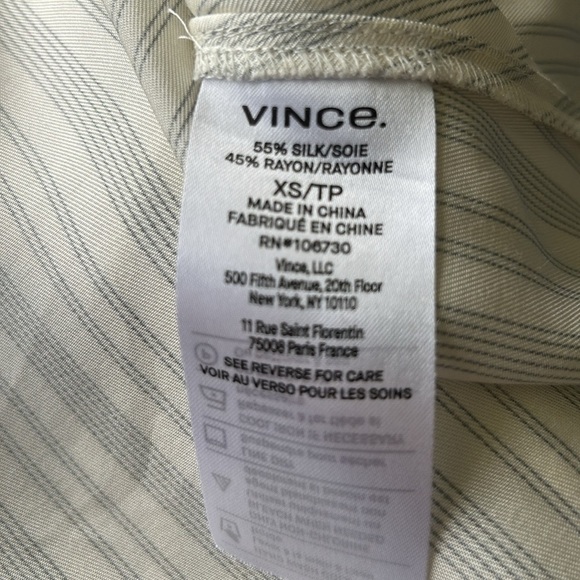 VINCE.
55% SILK/SOIE
45% RAYON/RAYONNE
XS/TP
MADE IN CHINA
FABRIQUÉ EN CHINE
RN#106730
Vince, LLC
500 Fifth Avenue, 20th Floor
New York, NY 10110
11 Rue Saint Florentin
75008 Paris France
SEE REVERSE FOR CARE
VOIR AU VERSO POUR LES SOINS